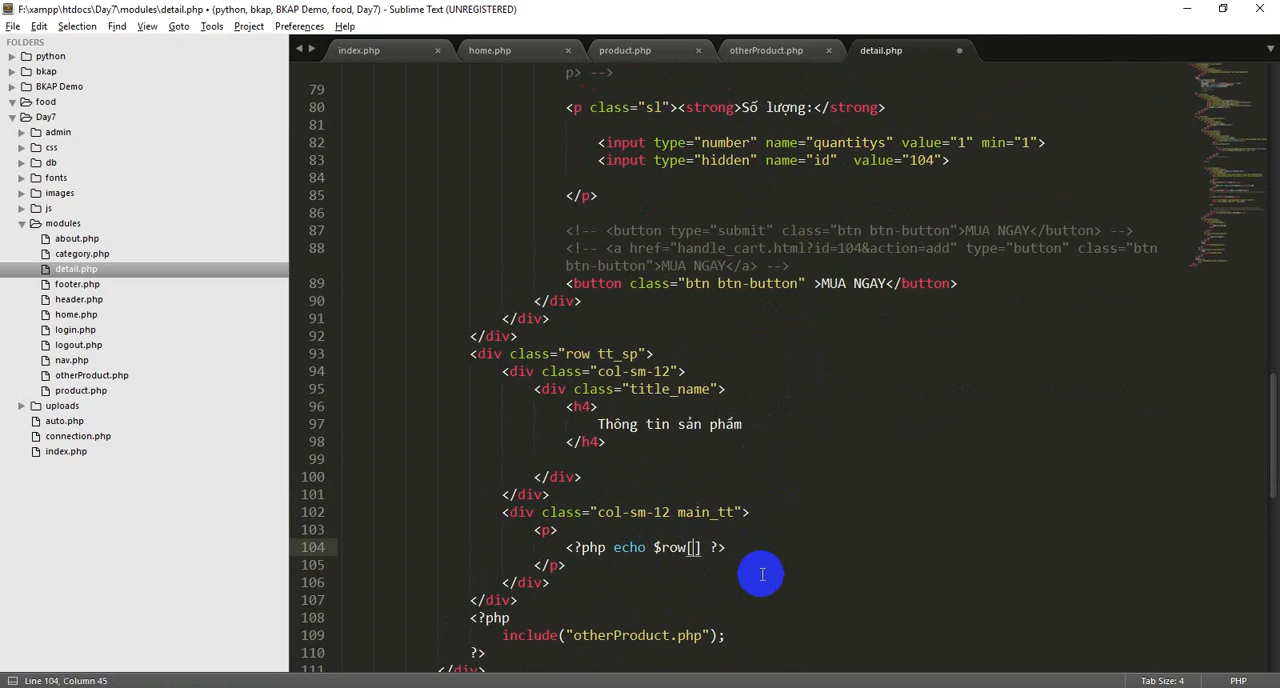 F:\xampp\htdocs\Day7\modules\detail.php • (python, bkap, BKAP Demo, food, Day7) - Sublime Text (UNREGISTERED)
File Edit Selection Find View Goto Tools Project Preferences Help
FOLDERS
python
bkap
BKAP Demo
food
Day7
admin
css
db
fonts
images
js
modules
about.php
category.php
detail.php
footer.php
header.php
home.php
login.php
logout.php
nav.php
otherProduct.php
product.php
uploads
auto.php
connection.php
index.php
index.php home.php product.php otherProduct.php detail.php
p> -->
79
80 <p class="sl"><strong>Số lượng:</strong>
81
82 <input type="number" name="quantitys" value="1" min="1">
83 <input type="hidden" name="id"  value="104">
84
85 </p>
86
87 <!-- <button type="submit" class="btn btn-button">MUA NGAY</button> -->
88 <!-- <a href="handle_cart.html?id=104&action=add" type="button" class="btn
btn-button">MUA NGAY</a> -->
89 <button class="btn btn-button" >MUA NGAY</button>
90 </div>
91 </div>
92 </div>
93 <div class="row tt_sp">
94 <div class="col-sm-12">
95 <div class="title_name">
96 <h4>
97 Thông tin sản phẩm
98 </h4>
99
100 </div>
101 </div>
102 <div class="col-sm-12 main_tt">
103 <p>
104 <?php echo $row[] ?>
105 </p>
106 </div>
107 </div>
108 <?php
109 include("otherProduct.php");
110 ?>
111 </div>
Line 104, Column 45 Tab Size: 4 PHP